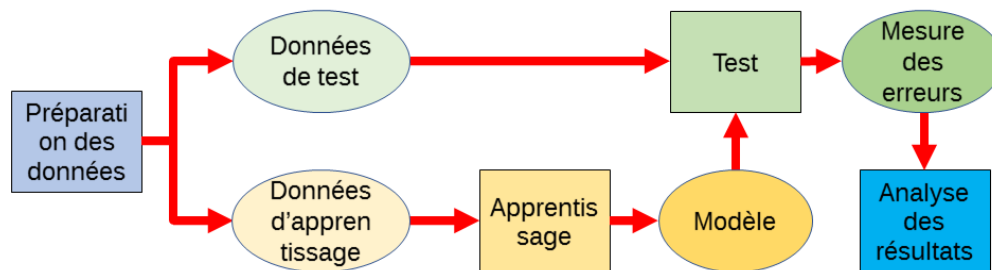 Préparati
on des
données
Données
de test
Test
Mesure
des
erreurs
Données
d'appren
tissage
Apprentis
sage
Modèle
Analyse
des
résultats